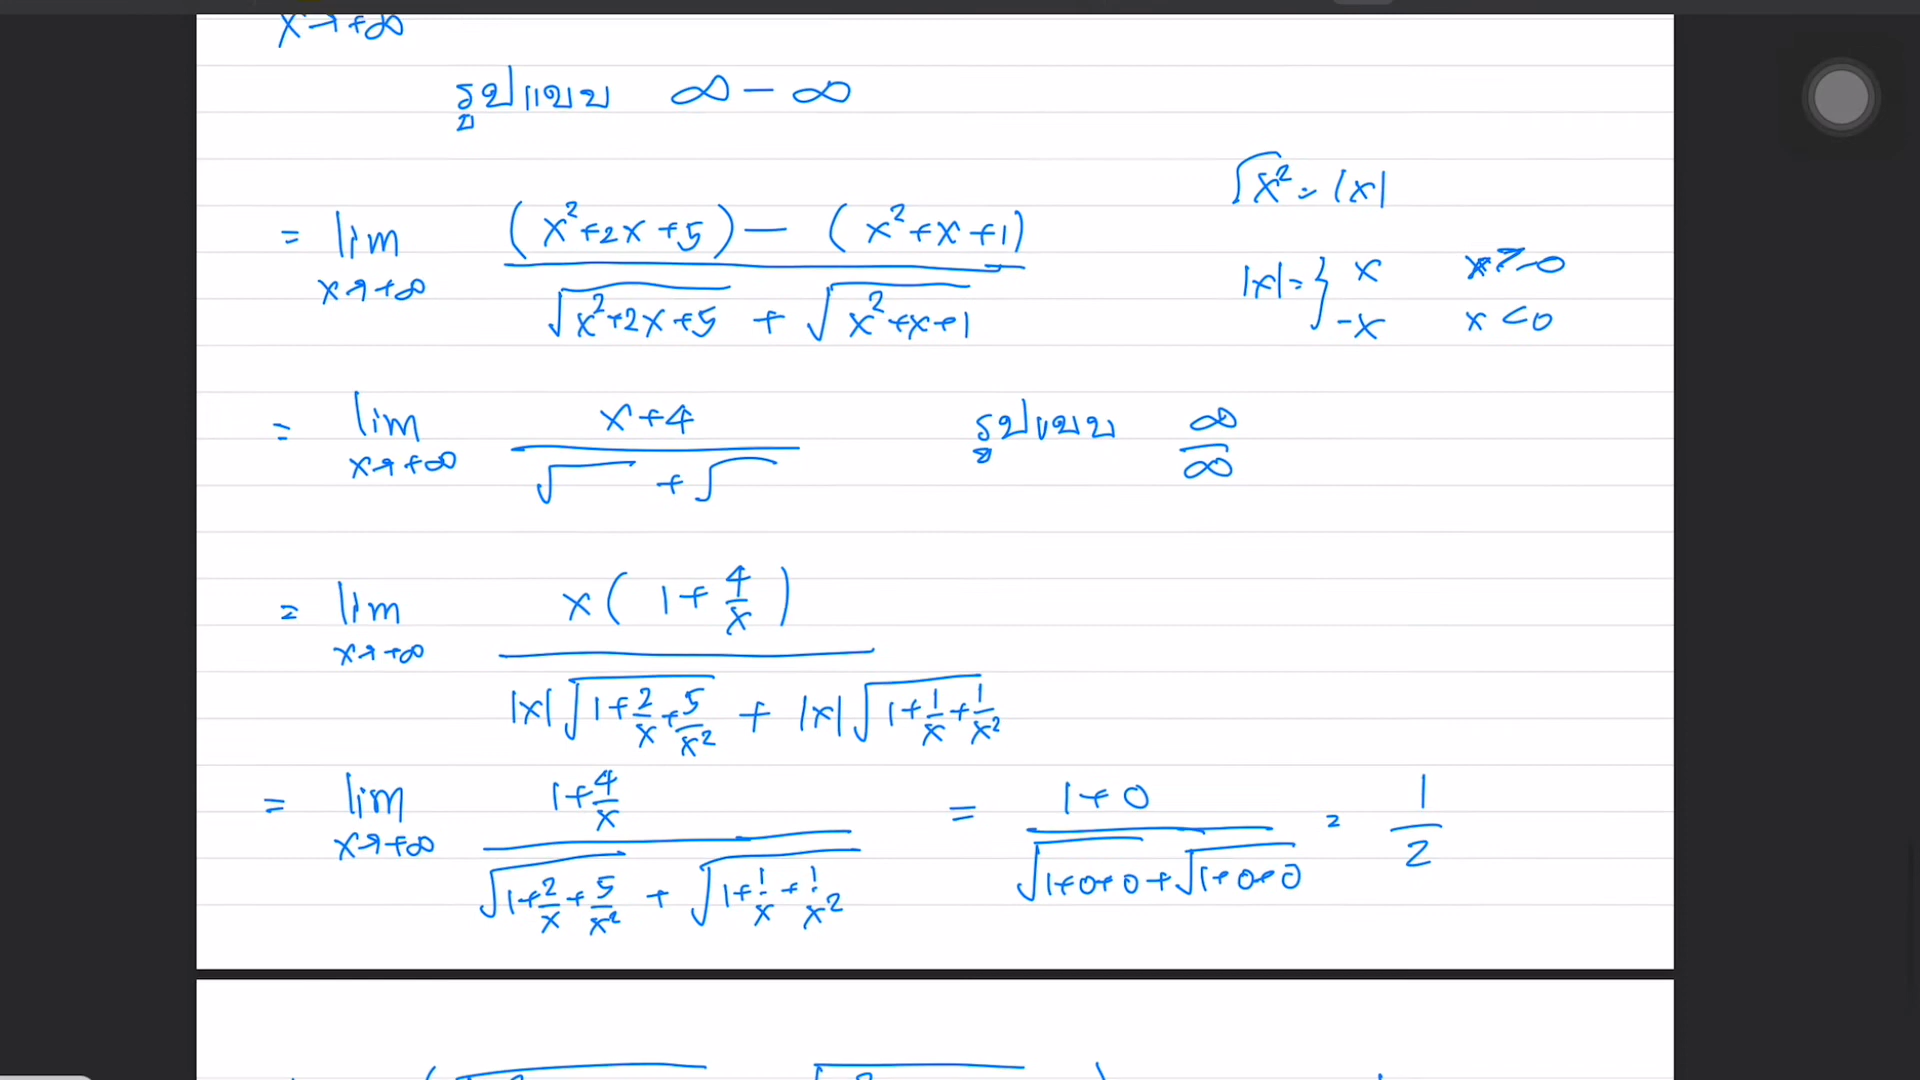 x→+∞
รูปแบบ ∞ − ∞
√x² = |x|
= lim x→+∞ ((x²+2x+5) − (x²+x+1)) / (√(x²+2x+5) + √(x²+x+1))
|x| = { x x ≥ 0
-x x < 0
= lim x→+∞ (x+4) / (√ + √) รูปแบบ ∞/∞
= lim x→+∞ x(1+4/x) / (|x|√(1+2/x+5/x²) + |x|√(1+1/x+1/x²))
= lim x→+∞ (1+4/x) / (√(1+2/x+5/x²) + √(1+1/x+1/x²)) = (1+0) / (√(1+0+0) + √(1+0+0)) = 1/2